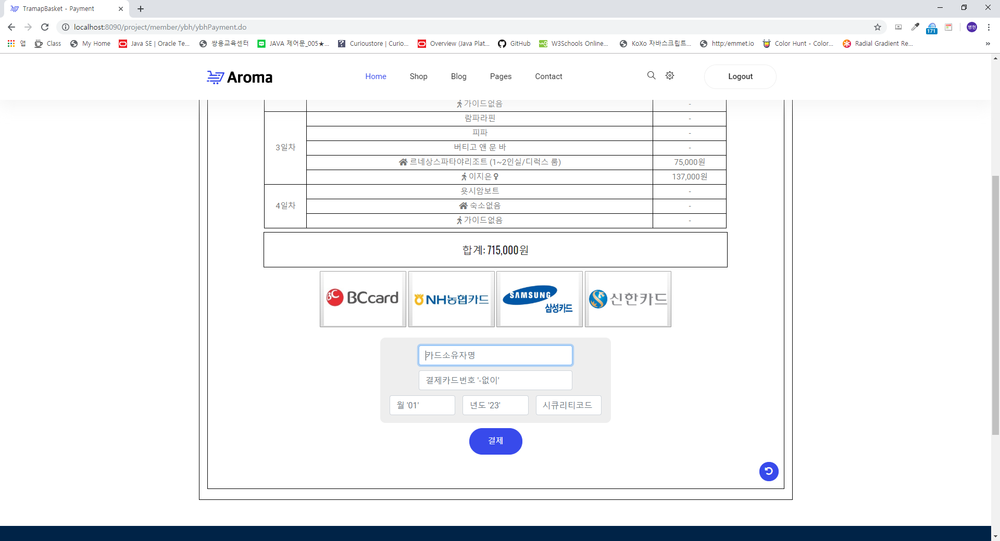 TramapBasket - Payment
localhost:8090/project/member/ybh/ybhPayment.do
병현
171
앱 Class My Home Java SE | Oracle Te... 쌍용교육센터 JAVA 제어문_005★... Curioustore | Curio... Overview (Java Plat... GitHub W3Schools Online... KoXo 자바스크립트... http:/emmet.io Color Hunt - Color... Radial Gradient Re... »
Aroma Home Shop Blog Pages Contact Logout
가이드없음 -
람파라핀 -
피파 -
3일차 버티고 앤 문 바 -
르네상스파타야리조트 (1~2인실/디럭스 룸) 75,000원
이지은 137,000원
욧시암보트 -
4일차 숙소없음 -
가이드없음 -
합계: 715,000원
BC BCcard NH농협카드 SAMSUNG 삼성카드 신한카드
카드소유자명
결제카드번호 '-없이'
월 '01' 년도 '23' 시큐리티코드
결제